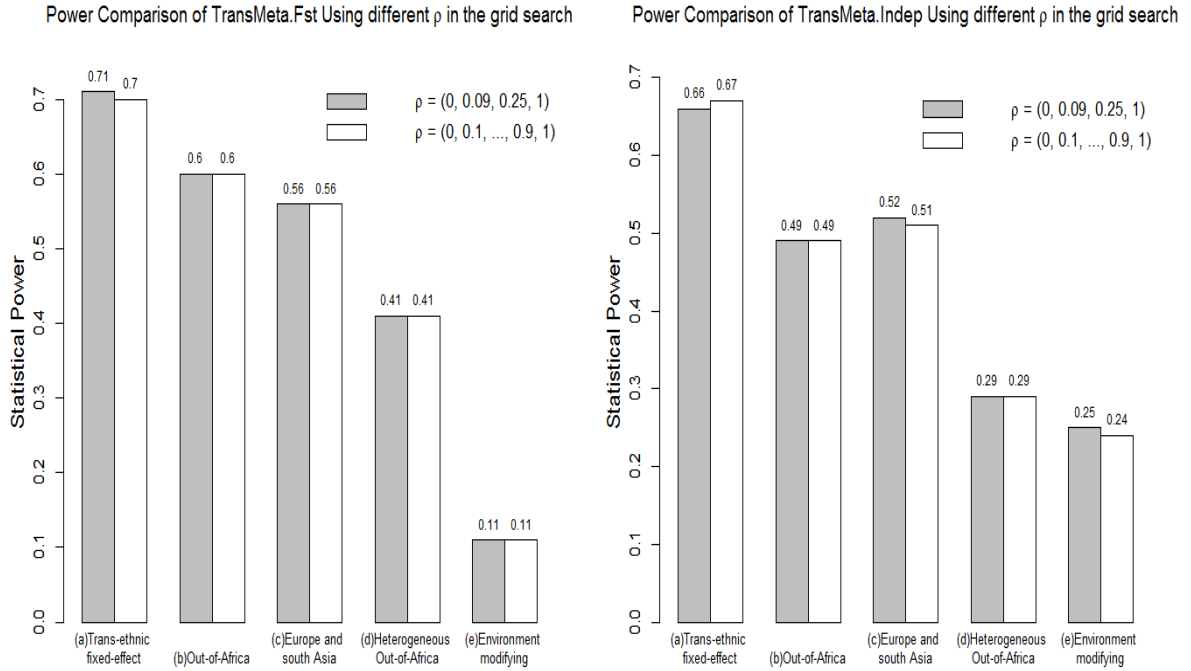 Power Comparison of TransMeta.Fst Using different ρ in the grid search
0.71
0.7
0.6
0.6
0.56
0.56
0.41
0.41
0.11
0.11
ρ = (0, 0.09, 0.25, 1)
ρ = (0, 0.1, ..., 0.9, 1)
Statistical Power
0.7
0.6
0.5
0.4
0.3
0.2
0.1
0.0
(a)Trans-ethnic
fixed-effect
(b)Out-of-Africa
(c)Europe and
south Asia
(d)Heterogeneous
Out-of-Africa
(e)Environment
modifying
Power Comparison of TransMeta.Indep Using different ρ in the grid search
0.66
0.67
0.49
0.49
0.52
0.51
0.29
0.29
0.25
0.24
ρ = (0, 0.09, 0.25, 1)
ρ = (0, 0.1, ..., 0.9, 1)
Statistical Power
0.7
0.6
0.5
0.4
0.3
0.2
0.1
0.0
(a)Trans-ethnic
fixed-effect
(b)Out-of-Africa
(c)Europe and
south Asia
(d)Heterogeneous
Out-of-Africa
(e)Environment
modifying